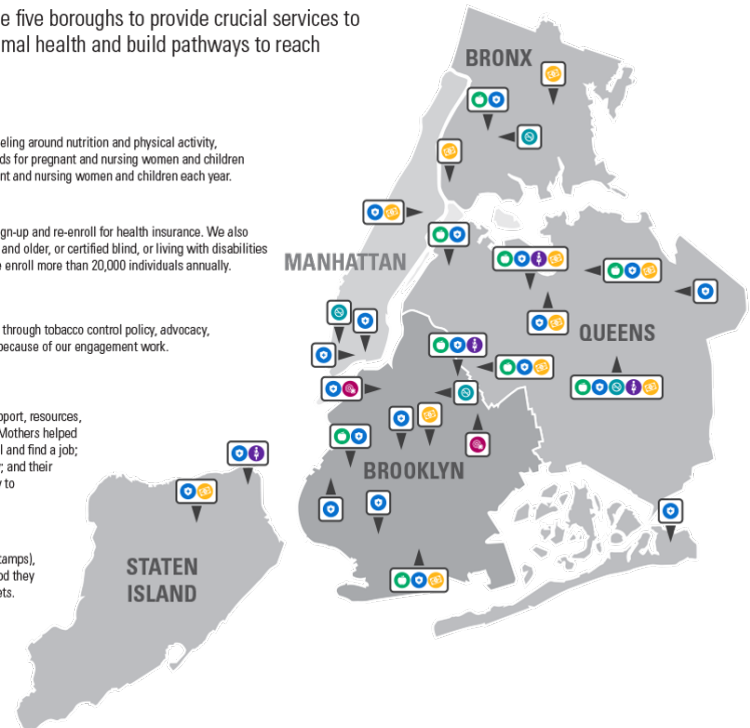 e five boroughs to provide crucial services to
mal health and build pathways to reach
eling around nutrition and physical activity,
ds for pregnant and nursing women and children
nt and nursing women and children each year.
gn-up and re-enroll for health insurance. We also
and older, or certified blind, or living with disabilities
e enroll more than 20,000 individuals annually.
through tobacco control policy, advocacy,
because of our engagement work.
pport, resources,
Mothers helped
l and find a job;
; and their
y to
tamps),
od they
ets.
BRONX
MANHATTAN
QUEENS
BROOKLYN
STATEN
ISLAND